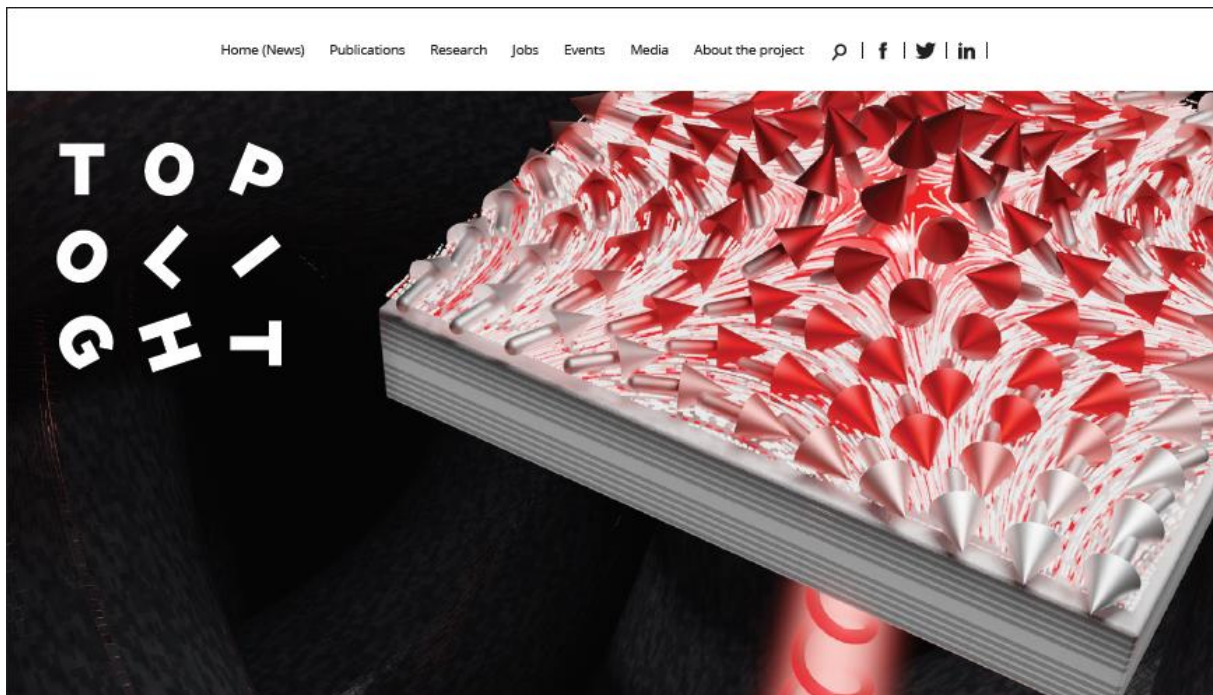 Home (News) Publications Research Jobs Events Media About the project
T O P
O L I
G H T